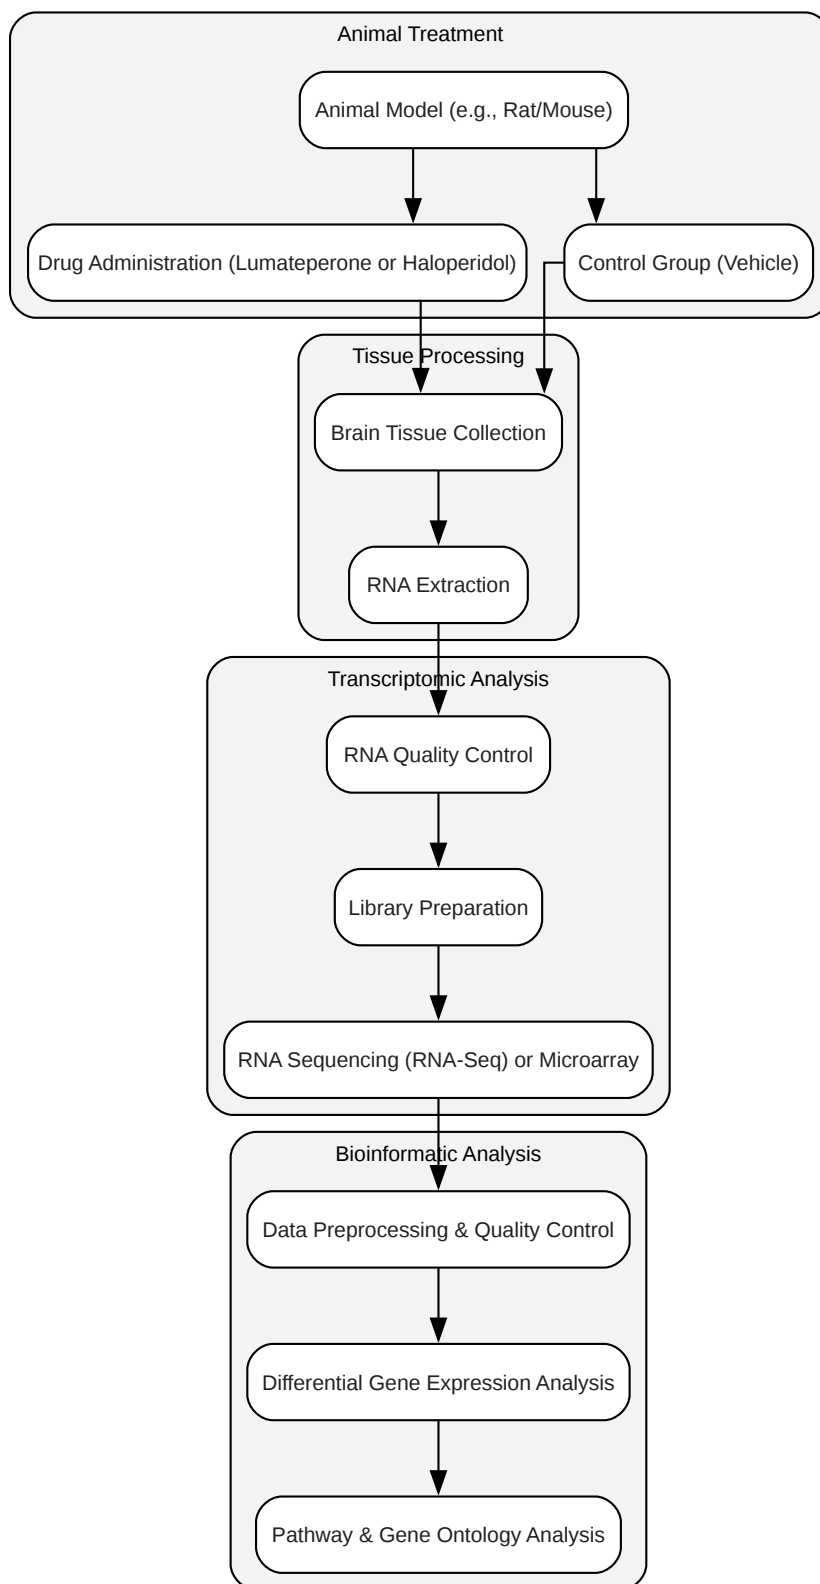 Animal Treatment
Animal Model (e.g., Rat/Mouse)
Drug Administration (Lumateperone or Haloperidol)
Control Group (Vehicle)
Tissue Processing
Brain Tissue Collection
RNA Extraction
Transcriptomic Analysis
RNA Quality Control
Library Preparation
RNA Sequencing (RNA-Seq) or Microarray
Bioinformatic Analysis
Data Preprocessing & Quality Control
Differential Gene Expression Analysis
Pathway & Gene Ontology Analysis